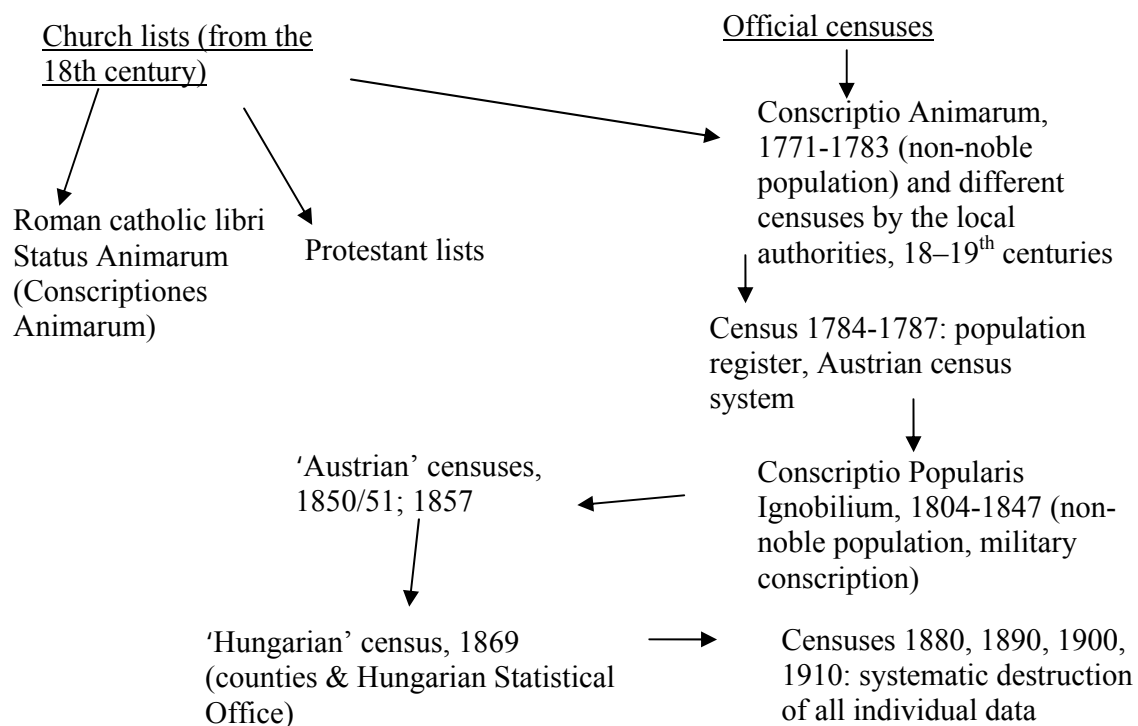 Church lists (from the
18th century)
Official censuses
Conscriptio Animarum,
1771-1783 (non-noble
population) and different
censuses by the local
authorities, 18–19th centuries
Roman catholic libri
Status Animarum
(Conscriptiones
Animarum)
Protestant lists
Census 1784-1787: population
register, Austrian census
system
Conscriptio Popularis
Ignobilium, 1804-1847 (non-
noble population, military
conscription)
‘Austrian’ censuses,
1850/51; 1857
‘Hungarian’ census, 1869
(counties & Hungarian Statistical
Office)
Censuses 1880, 1890, 1900,
1910: systematic destruction
of all individual data